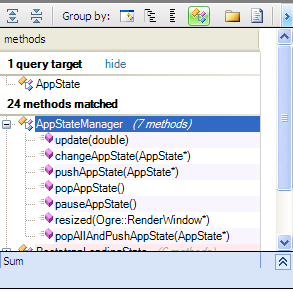 Group by:
methods
1 query target hide
AppState
24 methods matched
AppStateManager (7 methods)
update(double)
changeAppState(AppState*)
pushAppState(AppState*)
popAppState()
pauseAppState()
resized(Ogre::RenderWindow*)
popAllAndPushAppState(AppState*)
Sum